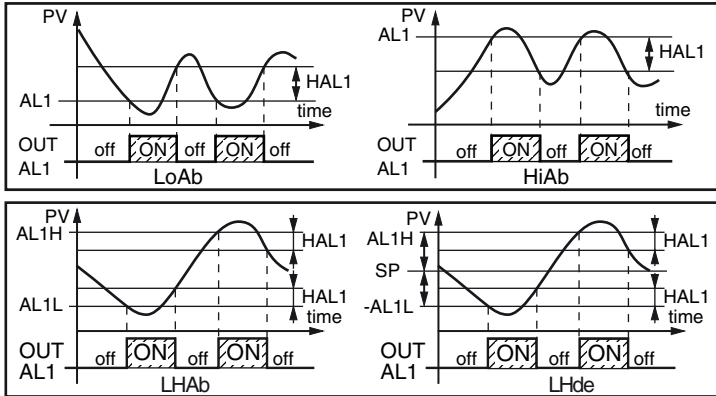 PV
AL1
HAL1
time
OUT
AL1
off ON off ON off
LoAb
PV
AL1
HAL1
time
OUT
AL1
off ON off ON off
HiAb
PV
AL1H
HAL1
HAL1
AL1L
time
OUT
AL1
off ON off ON off
LHAb
PV
AL1H
HAL1
SP
HAL1
-AL1L
time
OUT
AL1
off ON off ON off
LHde